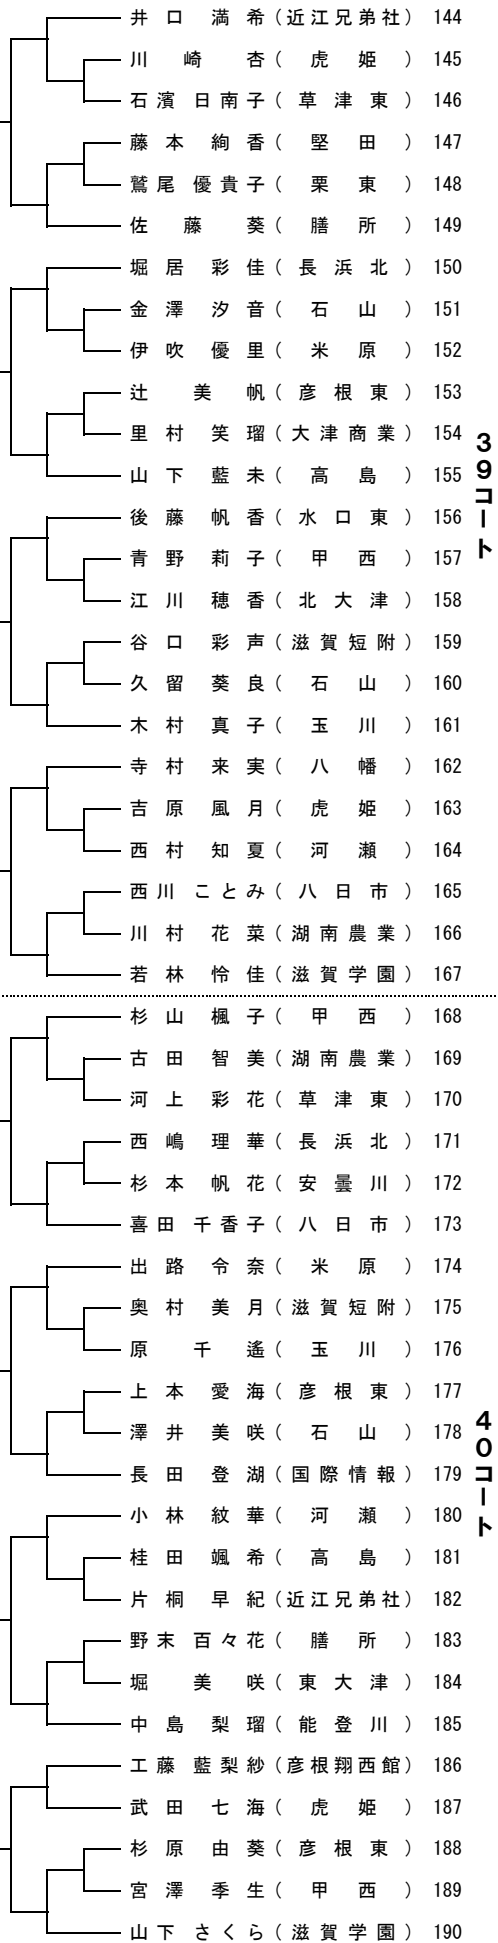 井口 満希(近江兄弟社) 144
川崎 杏(虎姫) 145
石濱 日南子(草津東) 146
藤本 絢香(堅田) 147
鷲尾 優貴子(栗東) 148
佐藤 葵(膳所) 149
堀居 彩佳(長浜北) 150
金澤 汐音(石山) 151
伊吹 優里(米原) 152
辻 美帆(彦根東) 153
里村 笑瑠(大津商業) 154
山下 藍未(高島) 155
後藤 帆香(水口東) 156
青野 莉子(甲西) 157
江川 穂香(北大津) 158
谷口 彩声(滋賀短附) 159
久留 葵良(石山) 160
木村 真子(玉川) 161
寺村 来実(八幡) 162
吉原 風月(虎姫) 163
西村 知夏(河瀬) 164
西川 ことみ(八日市) 165
川村 花菜(湖南農業) 166
若林 怜佳(滋賀学園) 167
39コート
杉山 楓子(甲西) 168
古田 智美(湖南農業) 169
河上 彩花(草津東) 170
西嶋 理華(長浜北) 171
杉本 帆花(安曇川) 172
喜田 千香子(八日市) 173
出路 令奈(米原) 174
奥村 美月(滋賀短附) 175
原 千遙(玉川) 176
上本 愛海(彦根東) 177
澤井 美咲(石山) 178
長田 登湖(国際情報) 179
小林 紋華(河瀬) 180
桂田 颯希(高島) 181
片桐 早紀(近江兄弟社) 182
野末 百々花(膳所) 183
堀 美咲(東大津) 184
中島 梨瑠(能登川) 185
工藤 藍梨紗(彦根翔西館) 186
武田 七海(虎姫) 187
杉原 由葵(彦根東) 188
宮澤 季生(甲西) 189
山下 さくら(滋賀学園) 190
40コート